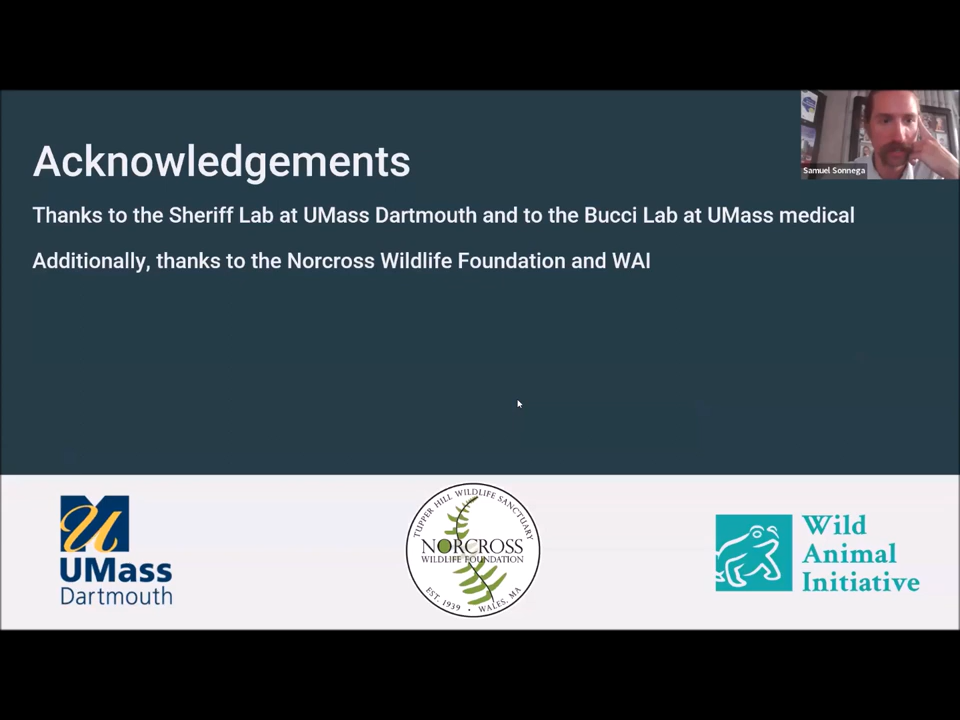 Acknowledgements
Samuel Sonnega
Thanks to the Sheriff Lab at UMass Dartmouth and to the Bucci Lab at UMass medical
Additionally, thanks to the Norcross Wildlife Foundation and WAI
UMass
Dartmouth
TUPPER HILL WILDLIFE SANCTUARY
NORCROSS
WILDLIFE FOUNDATION
EST. 1939 • WALES, MA
Wild
Animal
Initiative